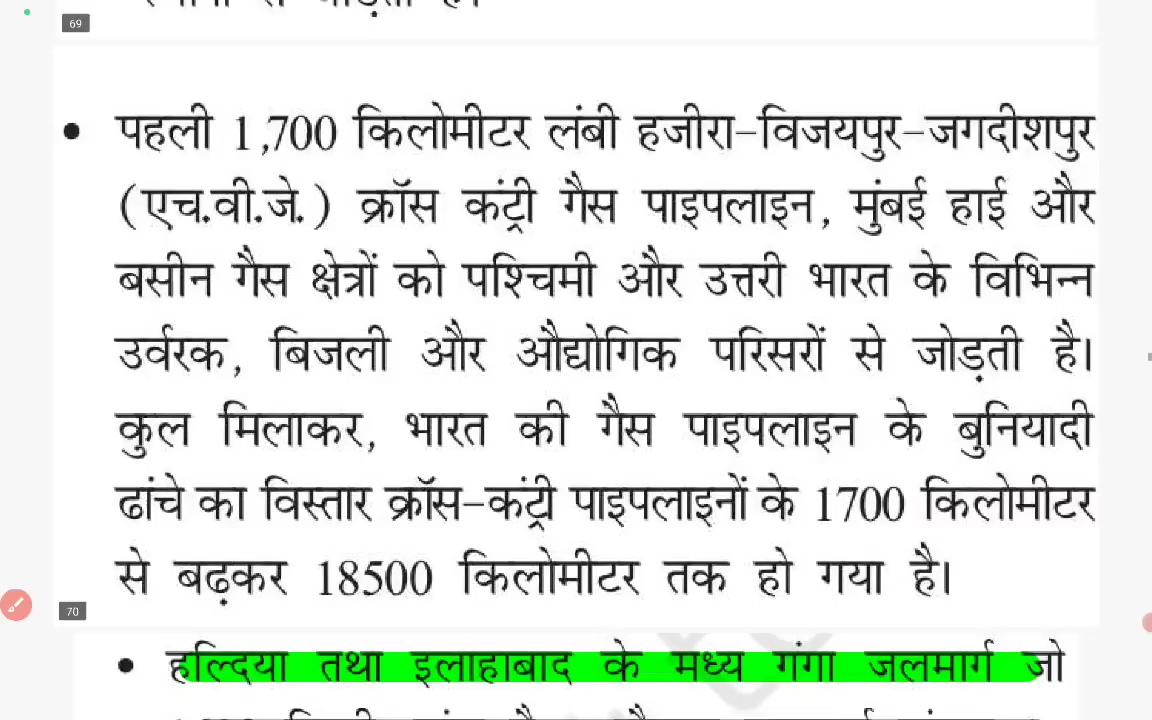 69
• पहली 1,700 किलोमीटर लंबी हजीरा-विजयपुर-जगदीशपुर
(एच.वी.जे.) क्रॉस कंट्री गैस पाइपलाइन, मुंबई हाई और
बसीन गैस क्षेत्रों को पश्चिमी और उत्तरी भारत के विभिन्न
उर्वरक, बिजली और औद्योगिक परिसरों से जोड़ती है।
कुल मिलाकर, भारत की गैस पाइपलाइन के बुनियादी
ढांचे का विस्तार क्रॉस-कंट्री पाइपलाइनों के 1700 किलोमीटर
से बढ़कर 18500 किलोमीटर तक हो गया है।
70
• हल्दिया तथा इलाहाबाद के मध्य गंगा जलमार्ग जो